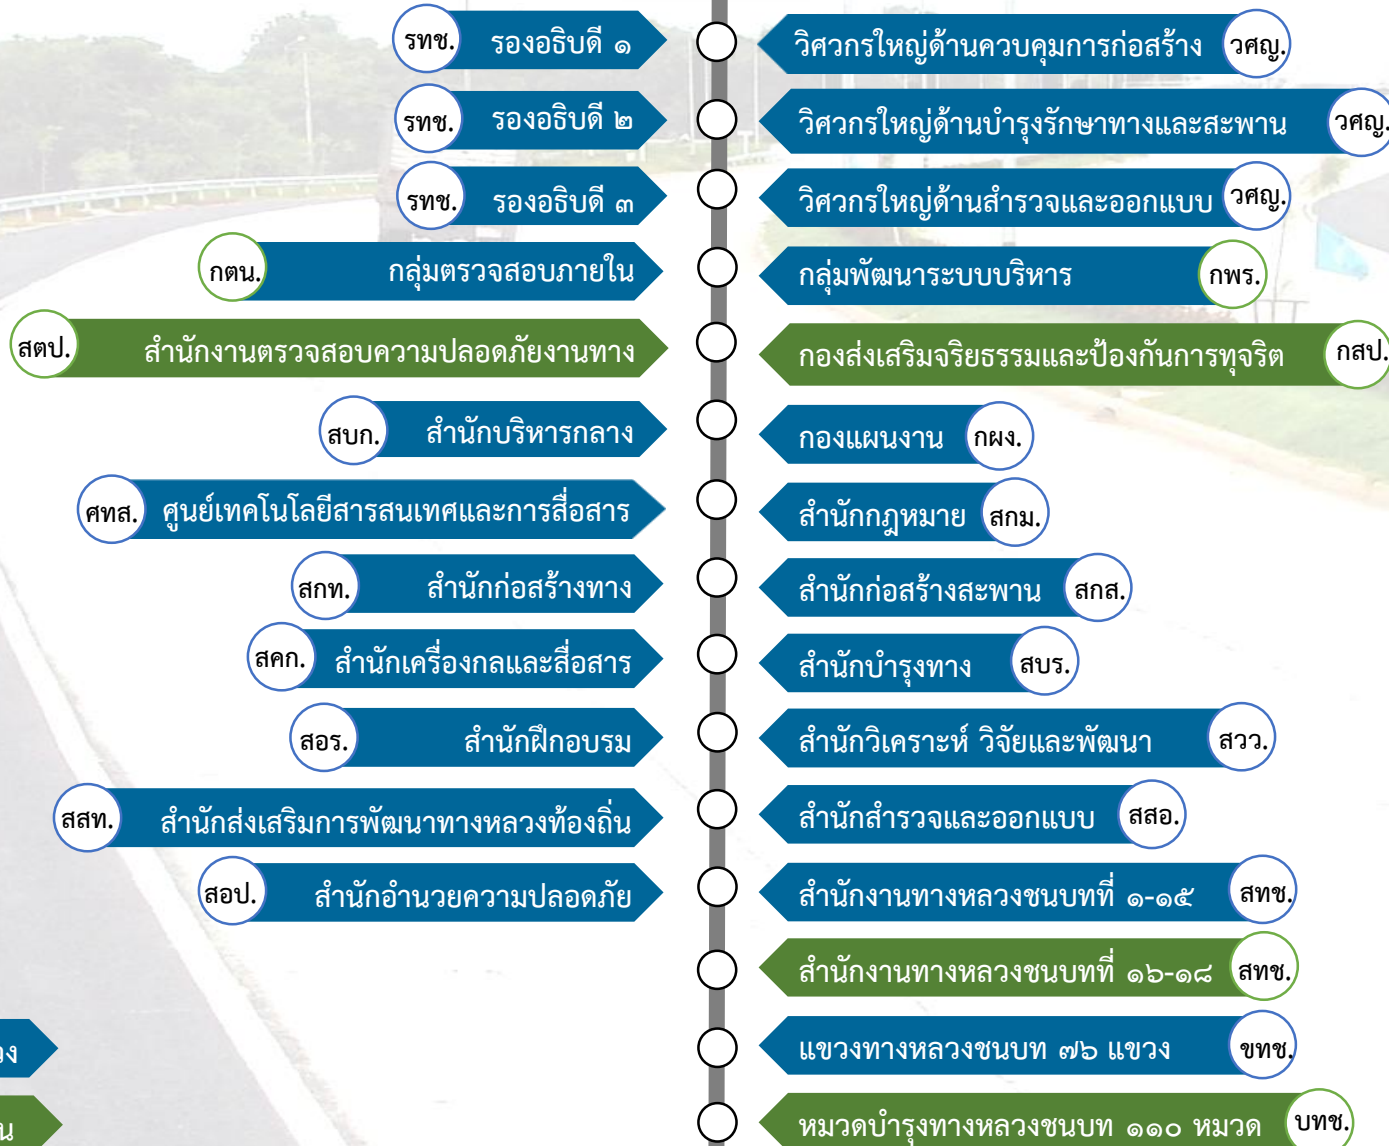 รทช. รองอธิบดี ๑
วิศวกรใหญ่ด้านควบคุมการก่อสร้าง วศญ.
รทช. รองอธิบดี ๒
วิศวกรใหญ่ด้านบำรุงรักษาทางและสะพาน วศญ.
รทช. รองอธิบดี ๓
วิศวกรใหญ่ด้านสำรวจและออกแบบ วศญ.
กตน. กลุ่มตรวจสอบภายใน
กลุ่มพัฒนาระบบบริหาร กพร.
สตป. สำนักงานตรวจสอบความปลอดภัยงานทาง
กองส่งเสริมจริยธรรมและป้องกันการทุจริต กสป.
สบก. สำนักบริหารกลาง
กองแผนงาน กผง.
ศทส. ศูนย์เทคโนโลยีสารสนเทศและการสื่อสาร
สำนักกฎหมาย สกม.
สกท. สำนักก่อสร้างทาง
สำนักก่อสร้างสะพาน สกส.
สคก. สำนักเครื่องกลและสื่อสาร
สำนักบำรุงทาง สบร.
สอร. สำนักฝึกอบรม
สำนักวิเคราะห์ วิจัยและพัฒนา สวว.
สสท. สำนักส่งเสริมการพัฒนาทางหลวงท้องถิ่น
สำนักสำรวจและออกแบบ สสอ.
สอป. สำนักอำนวยความปลอดภัย
สำนักงานทางหลวงชนบทที่ ๑-๑๕ สทช.
สำนักงานทางหลวงชนบทที่ ๑๖-๑๘ สทช.
แขวงทางหลวงชนบท ๗๖ แขวง ขทช.
หมวดบำรุงทางหลวงชนบท ๑๑๐ หมวด บทช.